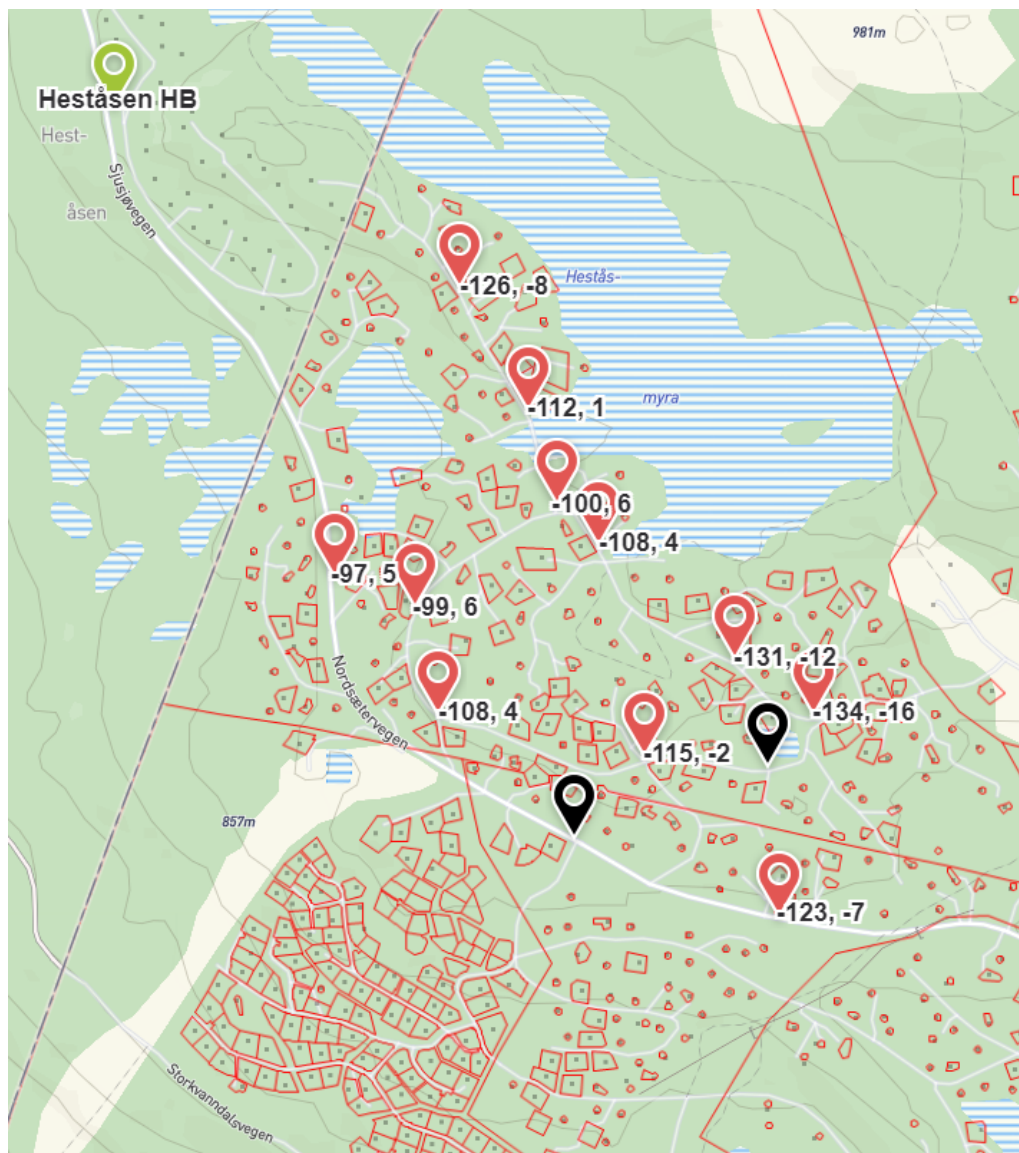 981m
Heståsen HB
Hest-
åsen
Sjusjøvegen
Hestås-
-126, -8
myra
-112, 1
-100, 6
-108, 4
-97, 5
-99, 6
-131, -12
Nordsætervegen
-108, 4
-134, -16
-115, -2
857m
-123, -7
Storkvanndalsvegen